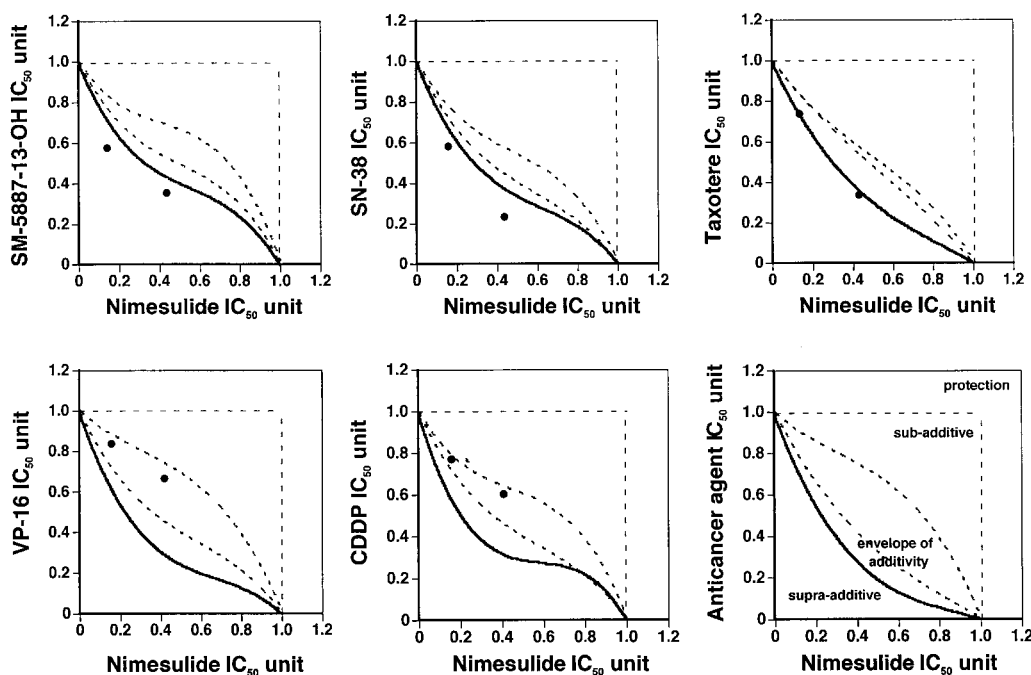 SM-5887-13-OH IC50 unit
1.2
1.0
0.8
0.6
0.4
0.2
0
0 0.2 0.4 0.6 0.8 1.0 1.2
Nimesulide IC50 unit
SN-38 IC50 unit
1.2
1.0
0.8
0.6
0.4
0.2
0
0 0.2 0.4 0.6 0.8 1.0 1.2
Nimesulide IC50 unit
Taxotere IC50 unit
1.2
1.0
0.8
0.6
0.4
0.2
0
0 0.2 0.4 0.6 0.8 1.0 1.2
Nimesulide IC50 unit
VP-16 IC50 unit
1.2
1.0
0.8
0.6
0.4
0.2
0
0 0.2 0.4 0.6 0.8 1.0 1.2
Nimesulide IC50 unit
CDDP IC50 unit
1.2
1.0
0.8
0.6
0.4
0.2
0
0 0.2 0.4 0.6 0.8 1.0 1.2
Nimesulide IC50 unit
Anticancer agent IC50 unit
1.2
1.0
0.8
0.6
0.4
0.2
0
protection
sub-additive
envelope of
additivity
supra-additive
0 0.2 0.4 0.6 0.8 1.0 1.2
Nimesulide IC50 unit